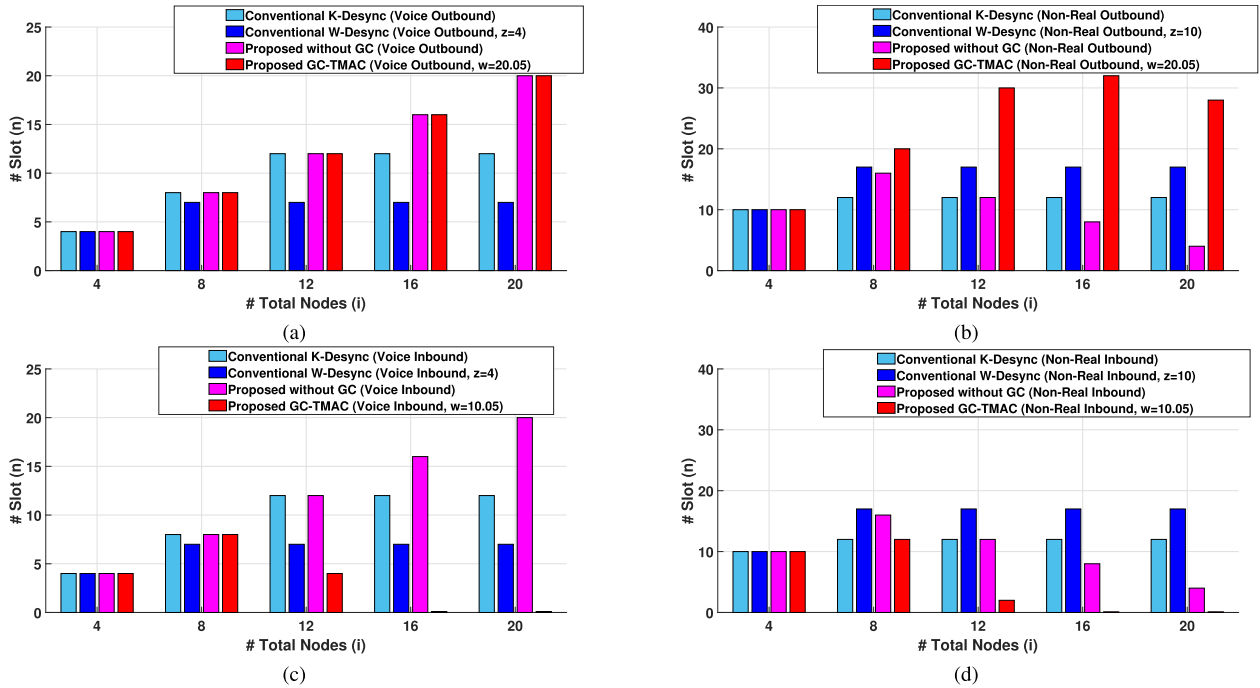 Conventional K-Desync (Voice Outbound)
Conventional W-Desync (Voice Outbound, z=4)
Proposed without GC (Voice Outbound)
Proposed GC-TMAC (Voice Outbound, w=20.05)
25
20
15
10
5
0
# Slot (n)
4 8 12 16 20
# Total Nodes (i)
(a)
Conventional K-Desync (Non-Real Outbound)
Conventional W-Desync (Non-Real Outbound, z=10)
Proposed without GC (Non-Real Outbound)
Proposed GC-TMAC (Non-Real Outbound, w=20.05)
40
30
20
10
0
# Slot (n)
4 8 12 16 20
# Total Nodes (i)
(b)
Conventional K-Desync (Voice Inbound)
Conventional W-Desync (Voice Inbound, z=4)
Proposed without GC (Voice Inbound)
Proposed GC-TMAC (Voice Inbound, w=10.05)
25
20
15
10
5
0
# Slot (n)
4 8 12 16 20
# Total Nodes (i)
(c)
Conventional K-Desync (Non-Real Inbound)
Conventional W-Desync (Non-Real Inbound, z=10)
Proposed without GC (Non-Real Inbound)
Proposed GC-TMAC (Non-Real Inbound, w=10.05)
40
30
20
10
0
# Slot (n)
4 8 12 16 20
# Total Nodes (i)
(d)